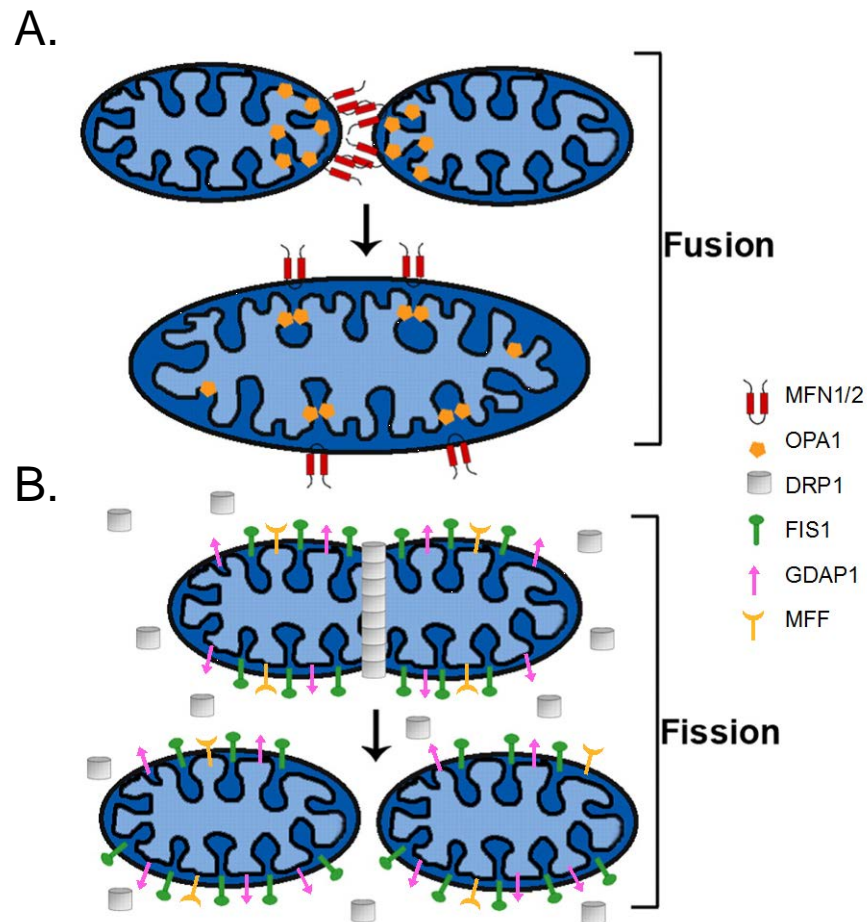 A.
Fusion
MFN1/2
OPA1
B.
DRP1
FIS1
GDAP1
MFF
Fission